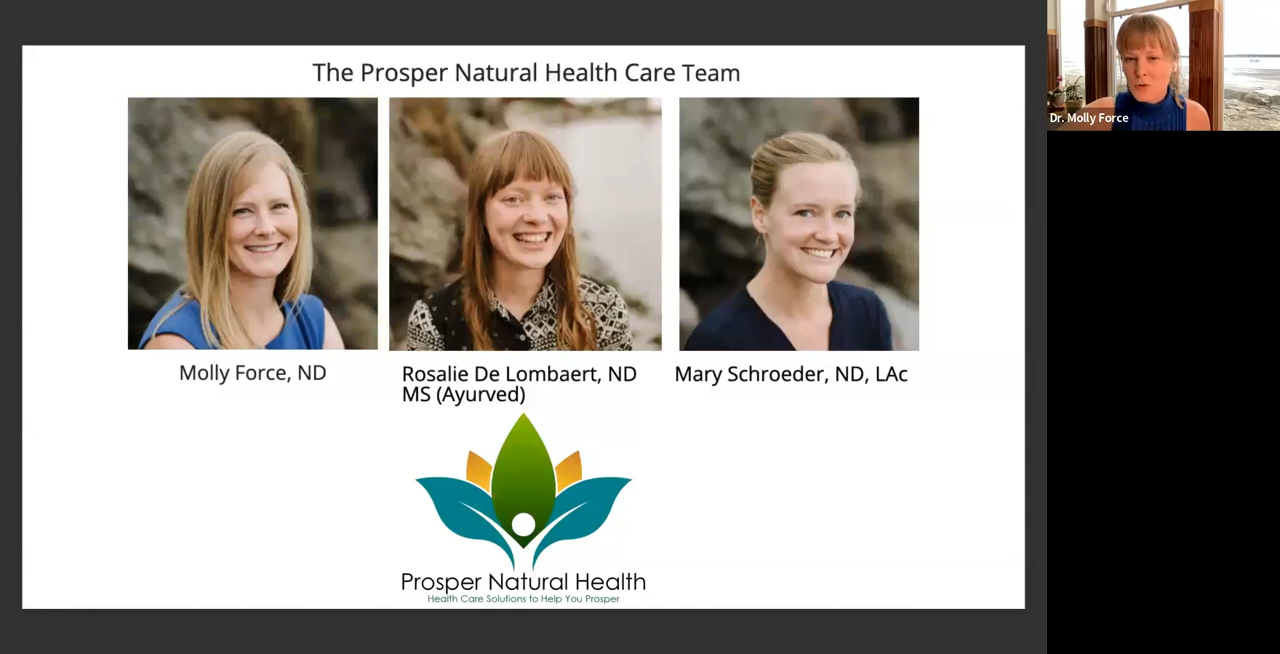 The Prosper Natural Health Care Team
Dr. Molly Force
Molly Force, ND
Rosalie De Lombaert, ND
MS (Ayurved)
Mary Schroeder, ND, LAc
Prosper Natural Health
Health Care Solutions to Help You Prosper